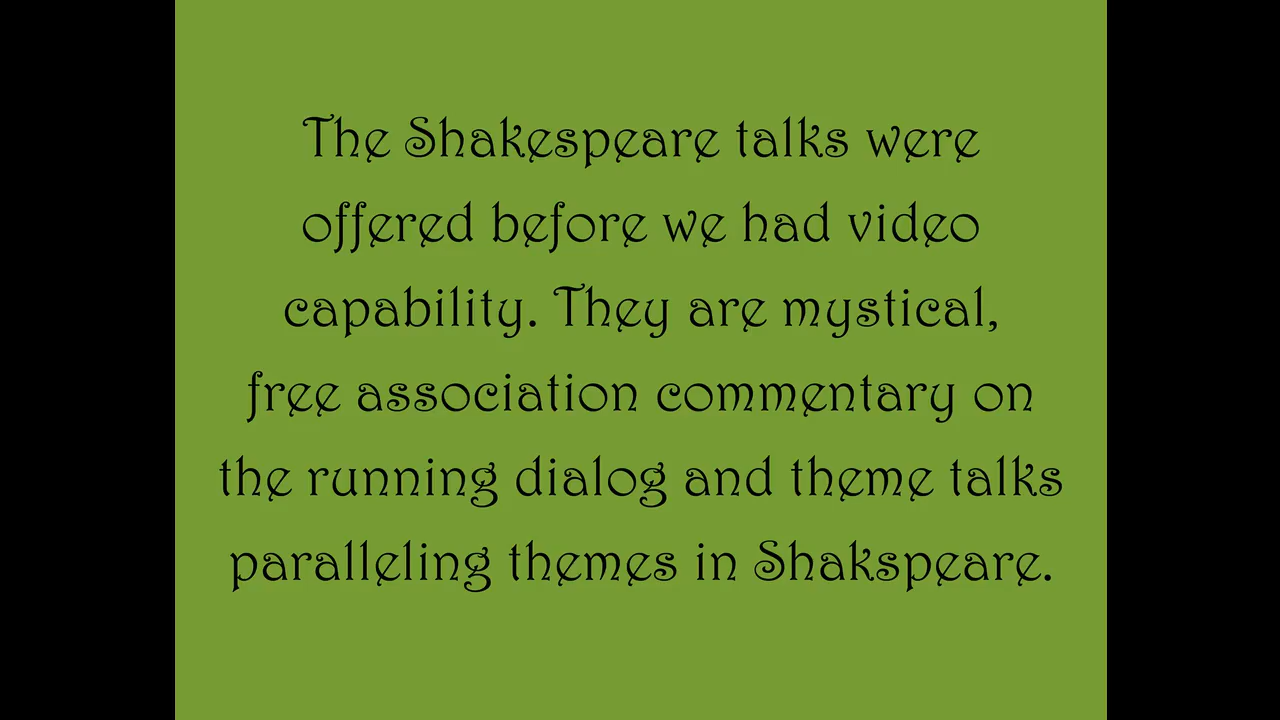 The Shakespeare talks were
offered before we had video
capability. They are mystical,
free association commentary on
the running dialog and theme talks
paralleling themes in Shakspeare.